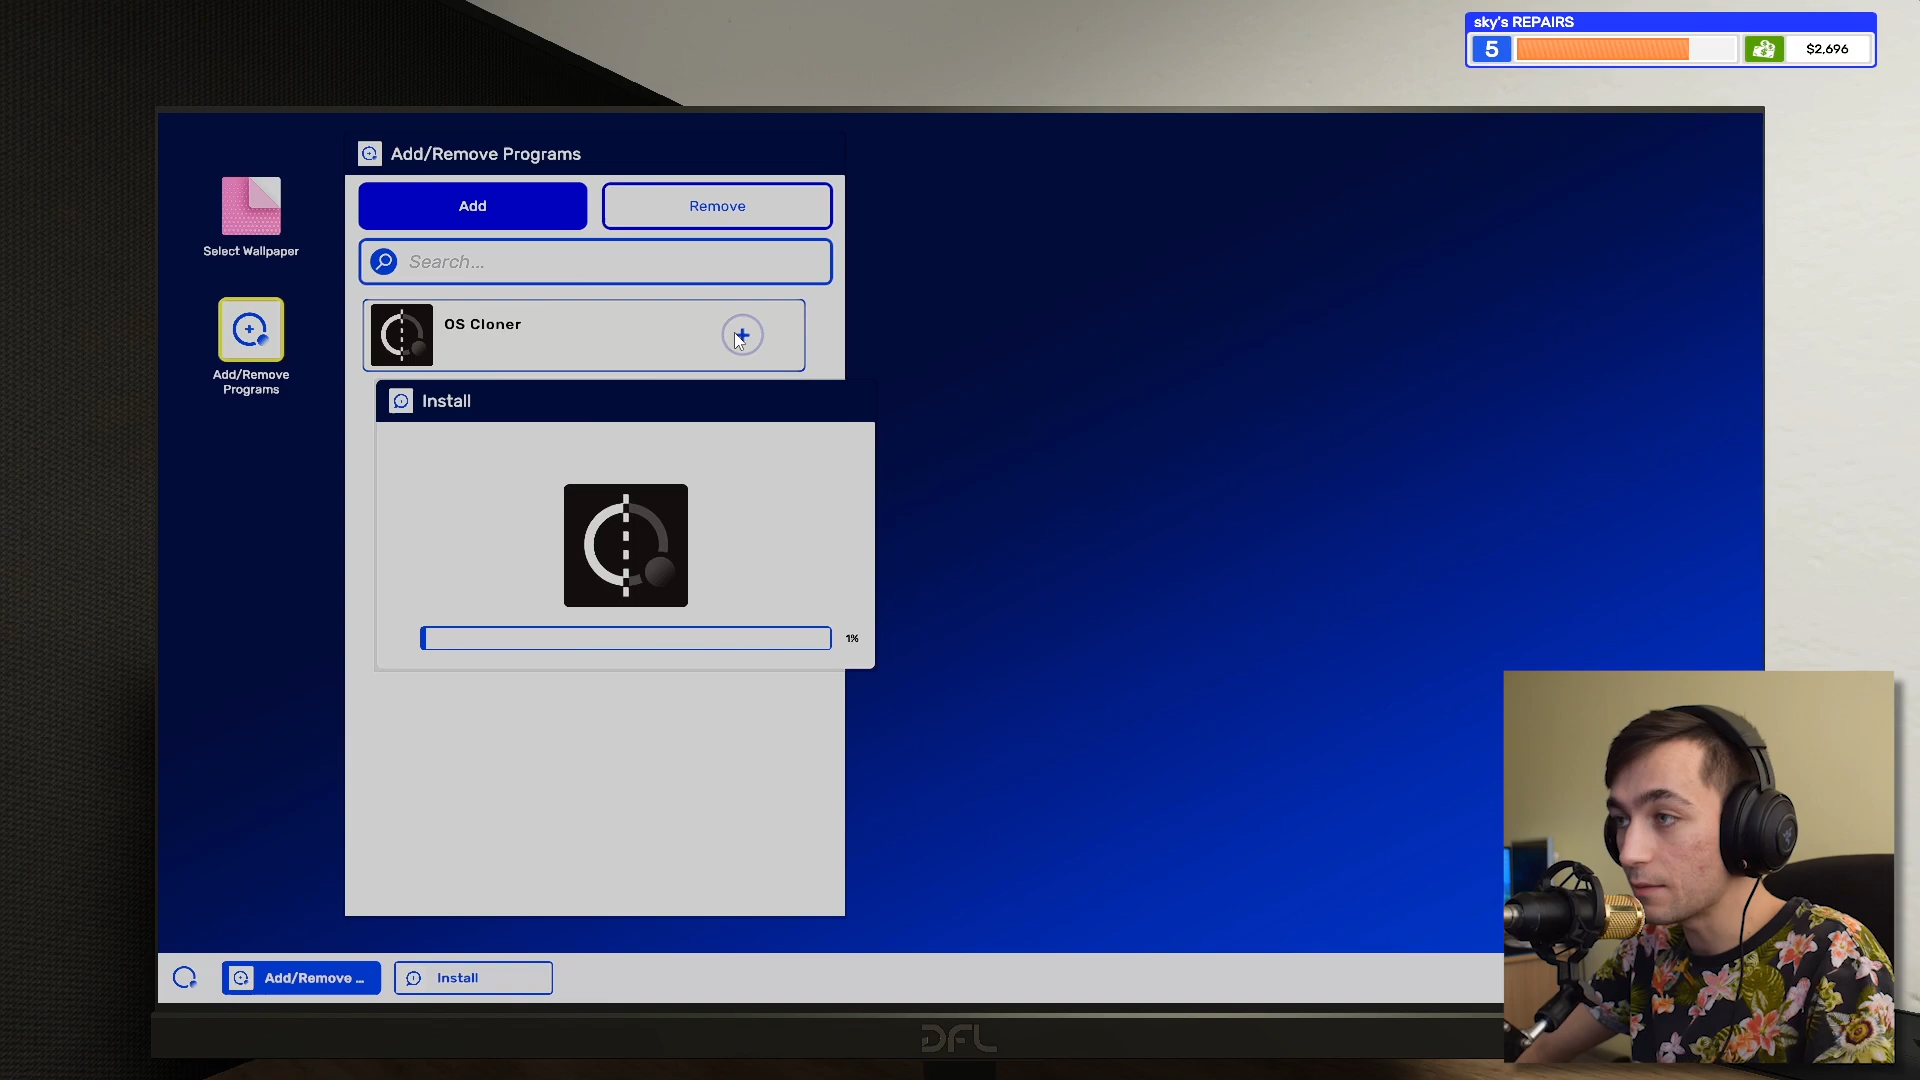 sky's REPAIRS
5
$2,696
Add/Remove Programs
Add
Remove
Search...
Select Wallpaper
OS Cloner
Add/Remove
Programs
Install
1%
Add/Remove ...
Install
DFL